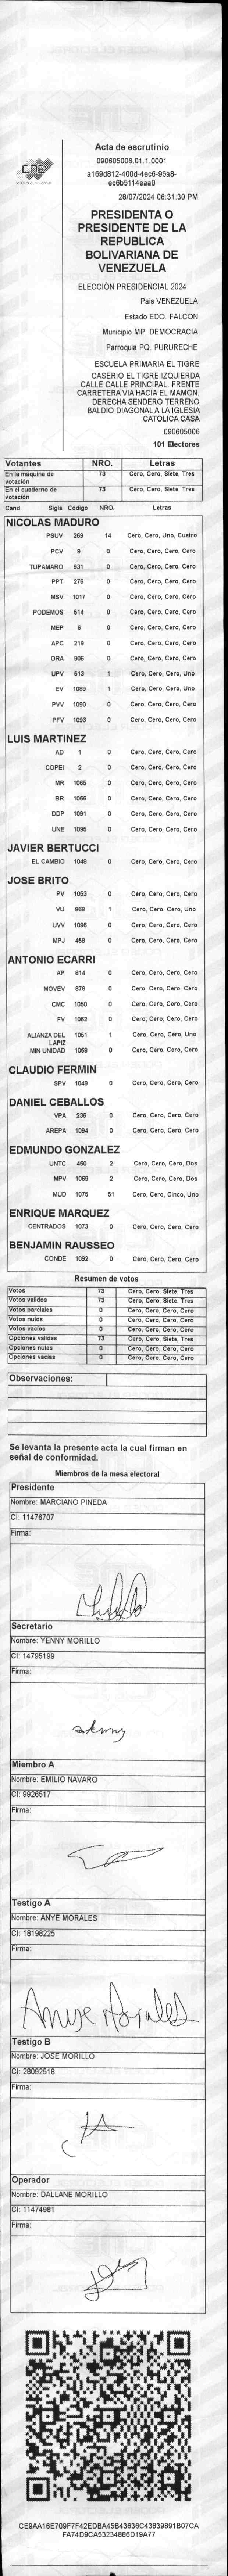 CNE
Acta de escrutinio
090605006.01.1.0001
a169d812-400d-4ec6-96a8-
ec6b5114eaa0
28/07/2024 06:31:30 PM
PRESIDENTA O
PRESIDENTE DE LA
REPUBLICA
BOLIVARIANA DE
VENEZUELA
ELECCIÓN PRESIDENCIAL 2024
Pais VENEZUELA
Estado EDO. FALCON
Municipio MP. DEMOCRACIA
Parroquia PQ. PURURECHE
ESCUELA PRIMARIA EL TIGRE
CASERIO EL TIGRE IZQUIERDA
CALLE CALLE PRINCIPAL. FRENTE
CARRETERA VIA HACIA EL MAMON.
DERECHA SENDERO TERRENO
BALDIO DIAGONAL A LA IGLESIA
CATOLICA CASA
090605006
101 Electores
Votantes NRO. Letras
En la máquina de votación 73 Cero, Cero, Siete, Tres
En el cuaderno de votación 73 Cero, Cero, Siete, Tres
Cand. Sigla Código NRO. Letras
NICOLAS MADURO
PSUV 269 14 Cero, Cero, Uno, Cuatro
PCV 9 0 Cero, Cero, Cero, Cero
TUPAMARO 931 0 Cero, Cero, Cero, Cero
PPT 276 0 Cero, Cero, Cero, Cero
MSV 1017 0 Cero, Cero, Cero, Cero
PODEMOS 514 0 Cero, Cero, Cero, Cero
MEP 6 0 Cero, Cero, Cero, Cero
APC 219 0 Cero, Cero, Cero, Cero
ORA 906 0 Cero, Cero, Cero, Cero
UPV 513 1 Cero, Cero, Cero, Uno
EV 1089 1 Cero, Cero, Cero, Uno
PVV 1090 0 Cero, Cero, Cero, Cero
PFV 1093 0 Cero, Cero, Cero, Cero
LUIS MARTINEZ
AD 1 0 Cero, Cero, Cero, Cero
COPEI 2 0 Cero, Cero, Cero, Cero
MR 1065 0 Cero, Cero, Cero, Cero
BR 1066 0 Cero, Cero, Cero, Cero
DDP 1091 0 Cero, Cero, Cero, Cero
UNE 1095 0 Cero, Cero, Cero, Cero
JAVIER BERTUCCI
EL CAMBIO 1048 0 Cero, Cero, Cero, Cero
JOSE BRITO
PV 1053 0 Cero, Cero, Cero, Cero
VU 868 1 Cero, Cero, Cero, Uno
UVV 1096 0 Cero, Cero, Cero, Cero
MPJ 458 0 Cero, Cero, Cero, Cero
ANTONIO ECARRI
AP 814 0 Cero, Cero, Cero, Cero
MOVEV 878 0 Cero, Cero, Cero, Cero
CMC 1050 0 Cero, Cero, Cero, Cero
FV 1062 0 Cero, Cero, Cero, Cero
ALIANZA DEL 1051 1 Cero, Cero, Cero, Uno
LAPIZ
MIN UNIDAD 1068 0 Cero, Cero, Cero, Cero
CLAUDIO FERMIN
SPV 1049 0 Cero, Cero, Cero, Cero
DANIEL CEBALLOS
VPA 236 0 Cero, Cero, Cero, Cero
AREPA 1094 0 Cero, Cero, Cero, Cero
EDMUNDO GONZALEZ
UNTC 460 2 Cero, Cero, Cero, Dos
MPV 1069 2 Cero, Cero, Cero, Dos
MUD 1075 51 Cero, Cero, Cinco, Uno
ENRIQUE MARQUEZ
CENTRADOS 1073 0 Cero, Cero, Cero, Cero
BENJAMIN RAUSSEO
CONDE 1092 0 Cero, Cero, Cero, Cero
Resumen de votos
Votos 73 Cero, Cero, Siete, Tres
Votos validos 73 Cero, Cero, Siete, Tres
Votos parciales 0 Cero, Cero, Cero, Cero
Votos nulos 0 Cero, Cero, Cero, Cero
Votos vacios 0 Cero, Cero, Cero, Cero
Opciones validas 73 Cero, Cero, Siete, Tres
Opciones nulas 0 Cero, Cero, Cero, Cero
Opciones vacias 0 Cero, Cero, Cero, Cero
Observaciones:
Se levanta la presente acta la cual firman en
señal de conformidad.
Miembros de la mesa electoral
Presidente
Nombre: MARCIANO PINEDA
CI: 11476707
Firma:
Secretario
Nombre: YENNY MORILLO
CI: 14795199
Firma:
Miembro A
Nombre: EMILIO NAVARO
CI: 9926517
Firma:
Testigo A
Nombre: ANYE MORALES
CI: 18198225
Firma:
Anye Morales
Testigo B
Nombre: JOSE MORILLO
CI: 28092518
Firma:
Operador
Nombre: DALLANE MORILLO
CI: 11474981
Firma:
CE9AA16E709F7F42EDBA45B43636C43839891B07CA
FA74D9CA53234886D19A77